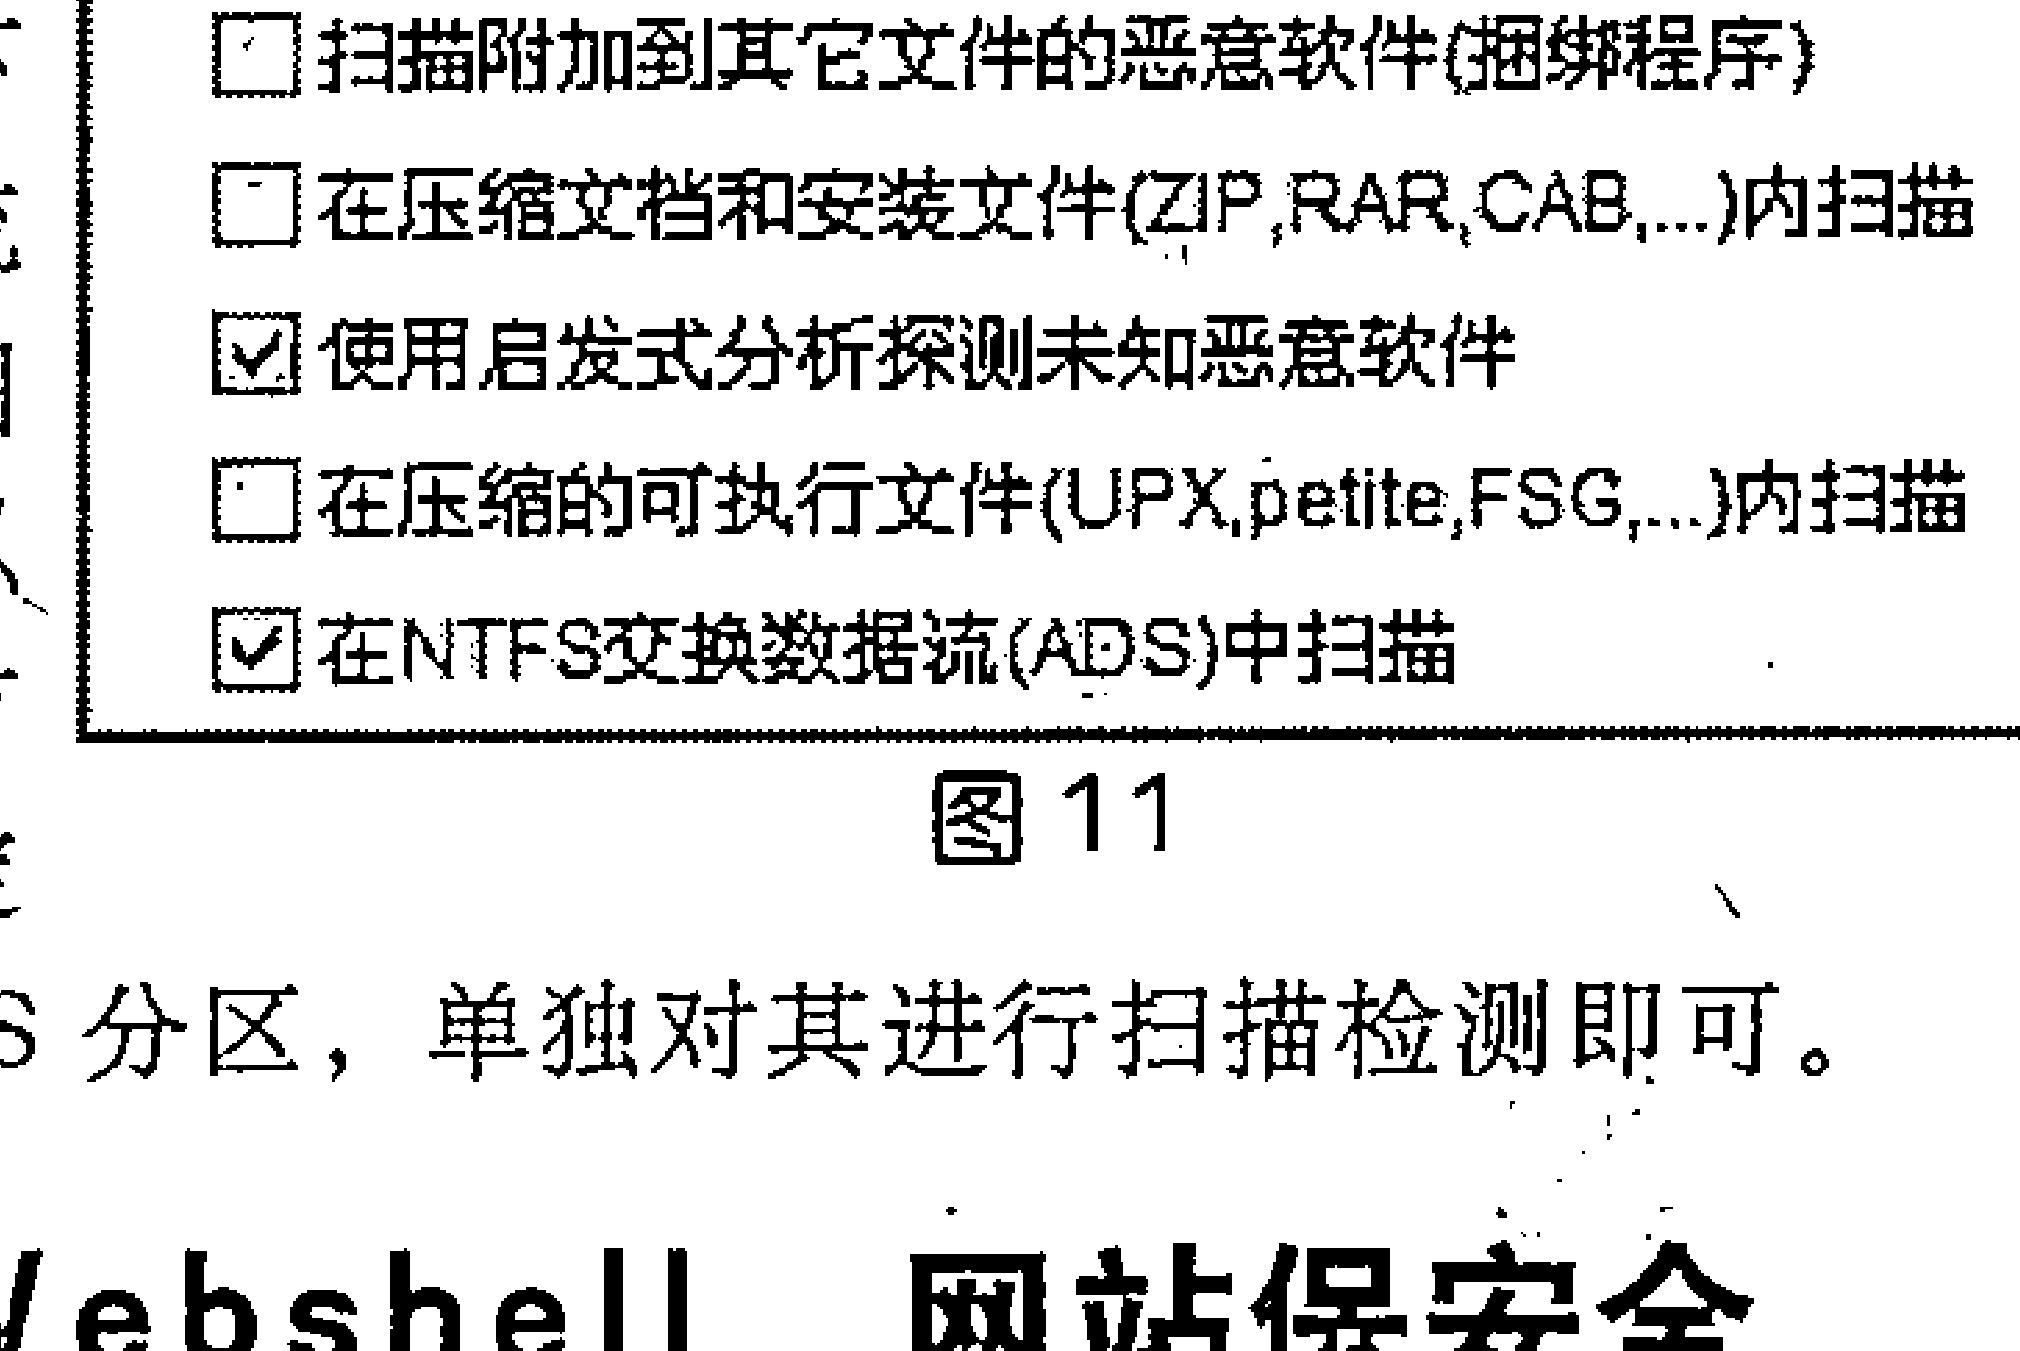 扫描附加到其它文件的恶意软件(捆绑程序)
在压缩文档和安装文件(ZIP,RAR,CAB,...)内扫描
使用启发式分析探测未知恶意软件
在压缩的可执行文件(UPX,petite,FSG,...)内扫描
在NTFS交换数据流(ADS)中扫描
图 11
S 分区，单独对其进行扫描检测即可。
Webshell 网站保安全